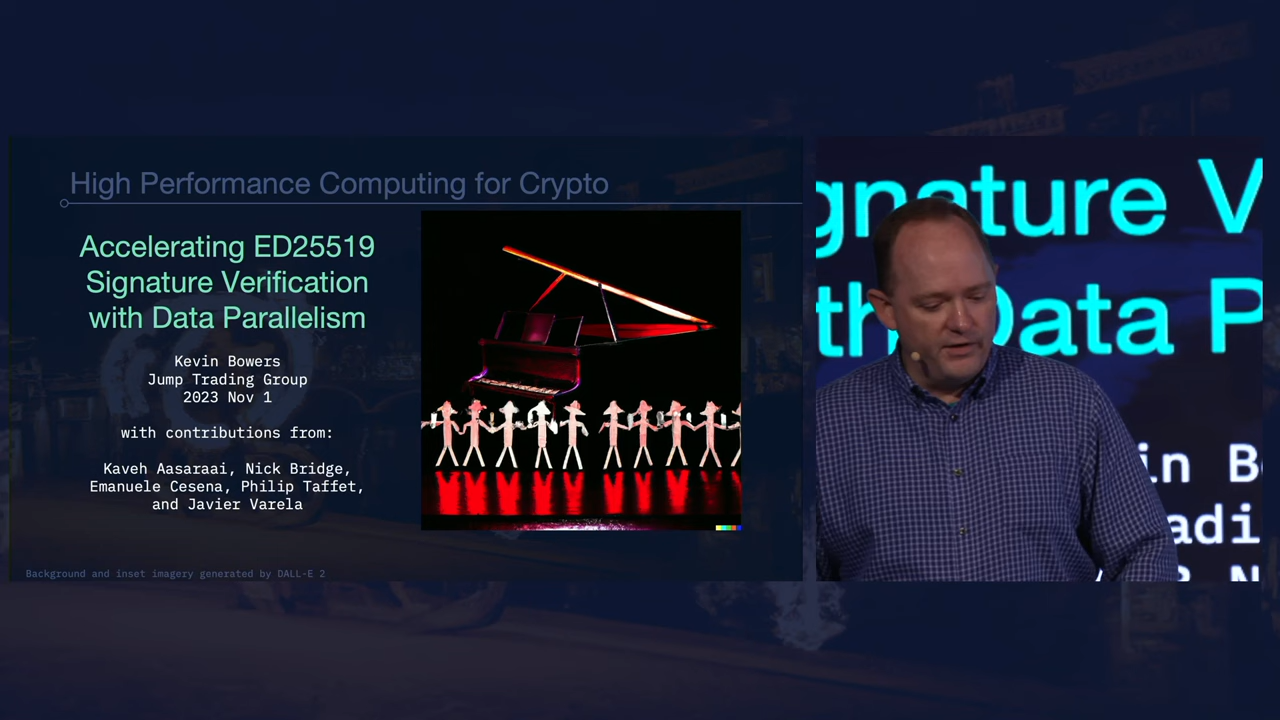 High Performance Computing for Crypto
Accelerating ED25519
Signature Verification
with Data Parallelism
Kevin Bowers
Jump Trading Group
2023 Nov 1
with contributions from:
Kaveh Aasaraai, Nick Bridge,
Emanuele Cesena, Philip Taffet,
and Javier Varela
Background and inset imagery generated by DALL-E 2
gnature V
th Data P
in B
adi